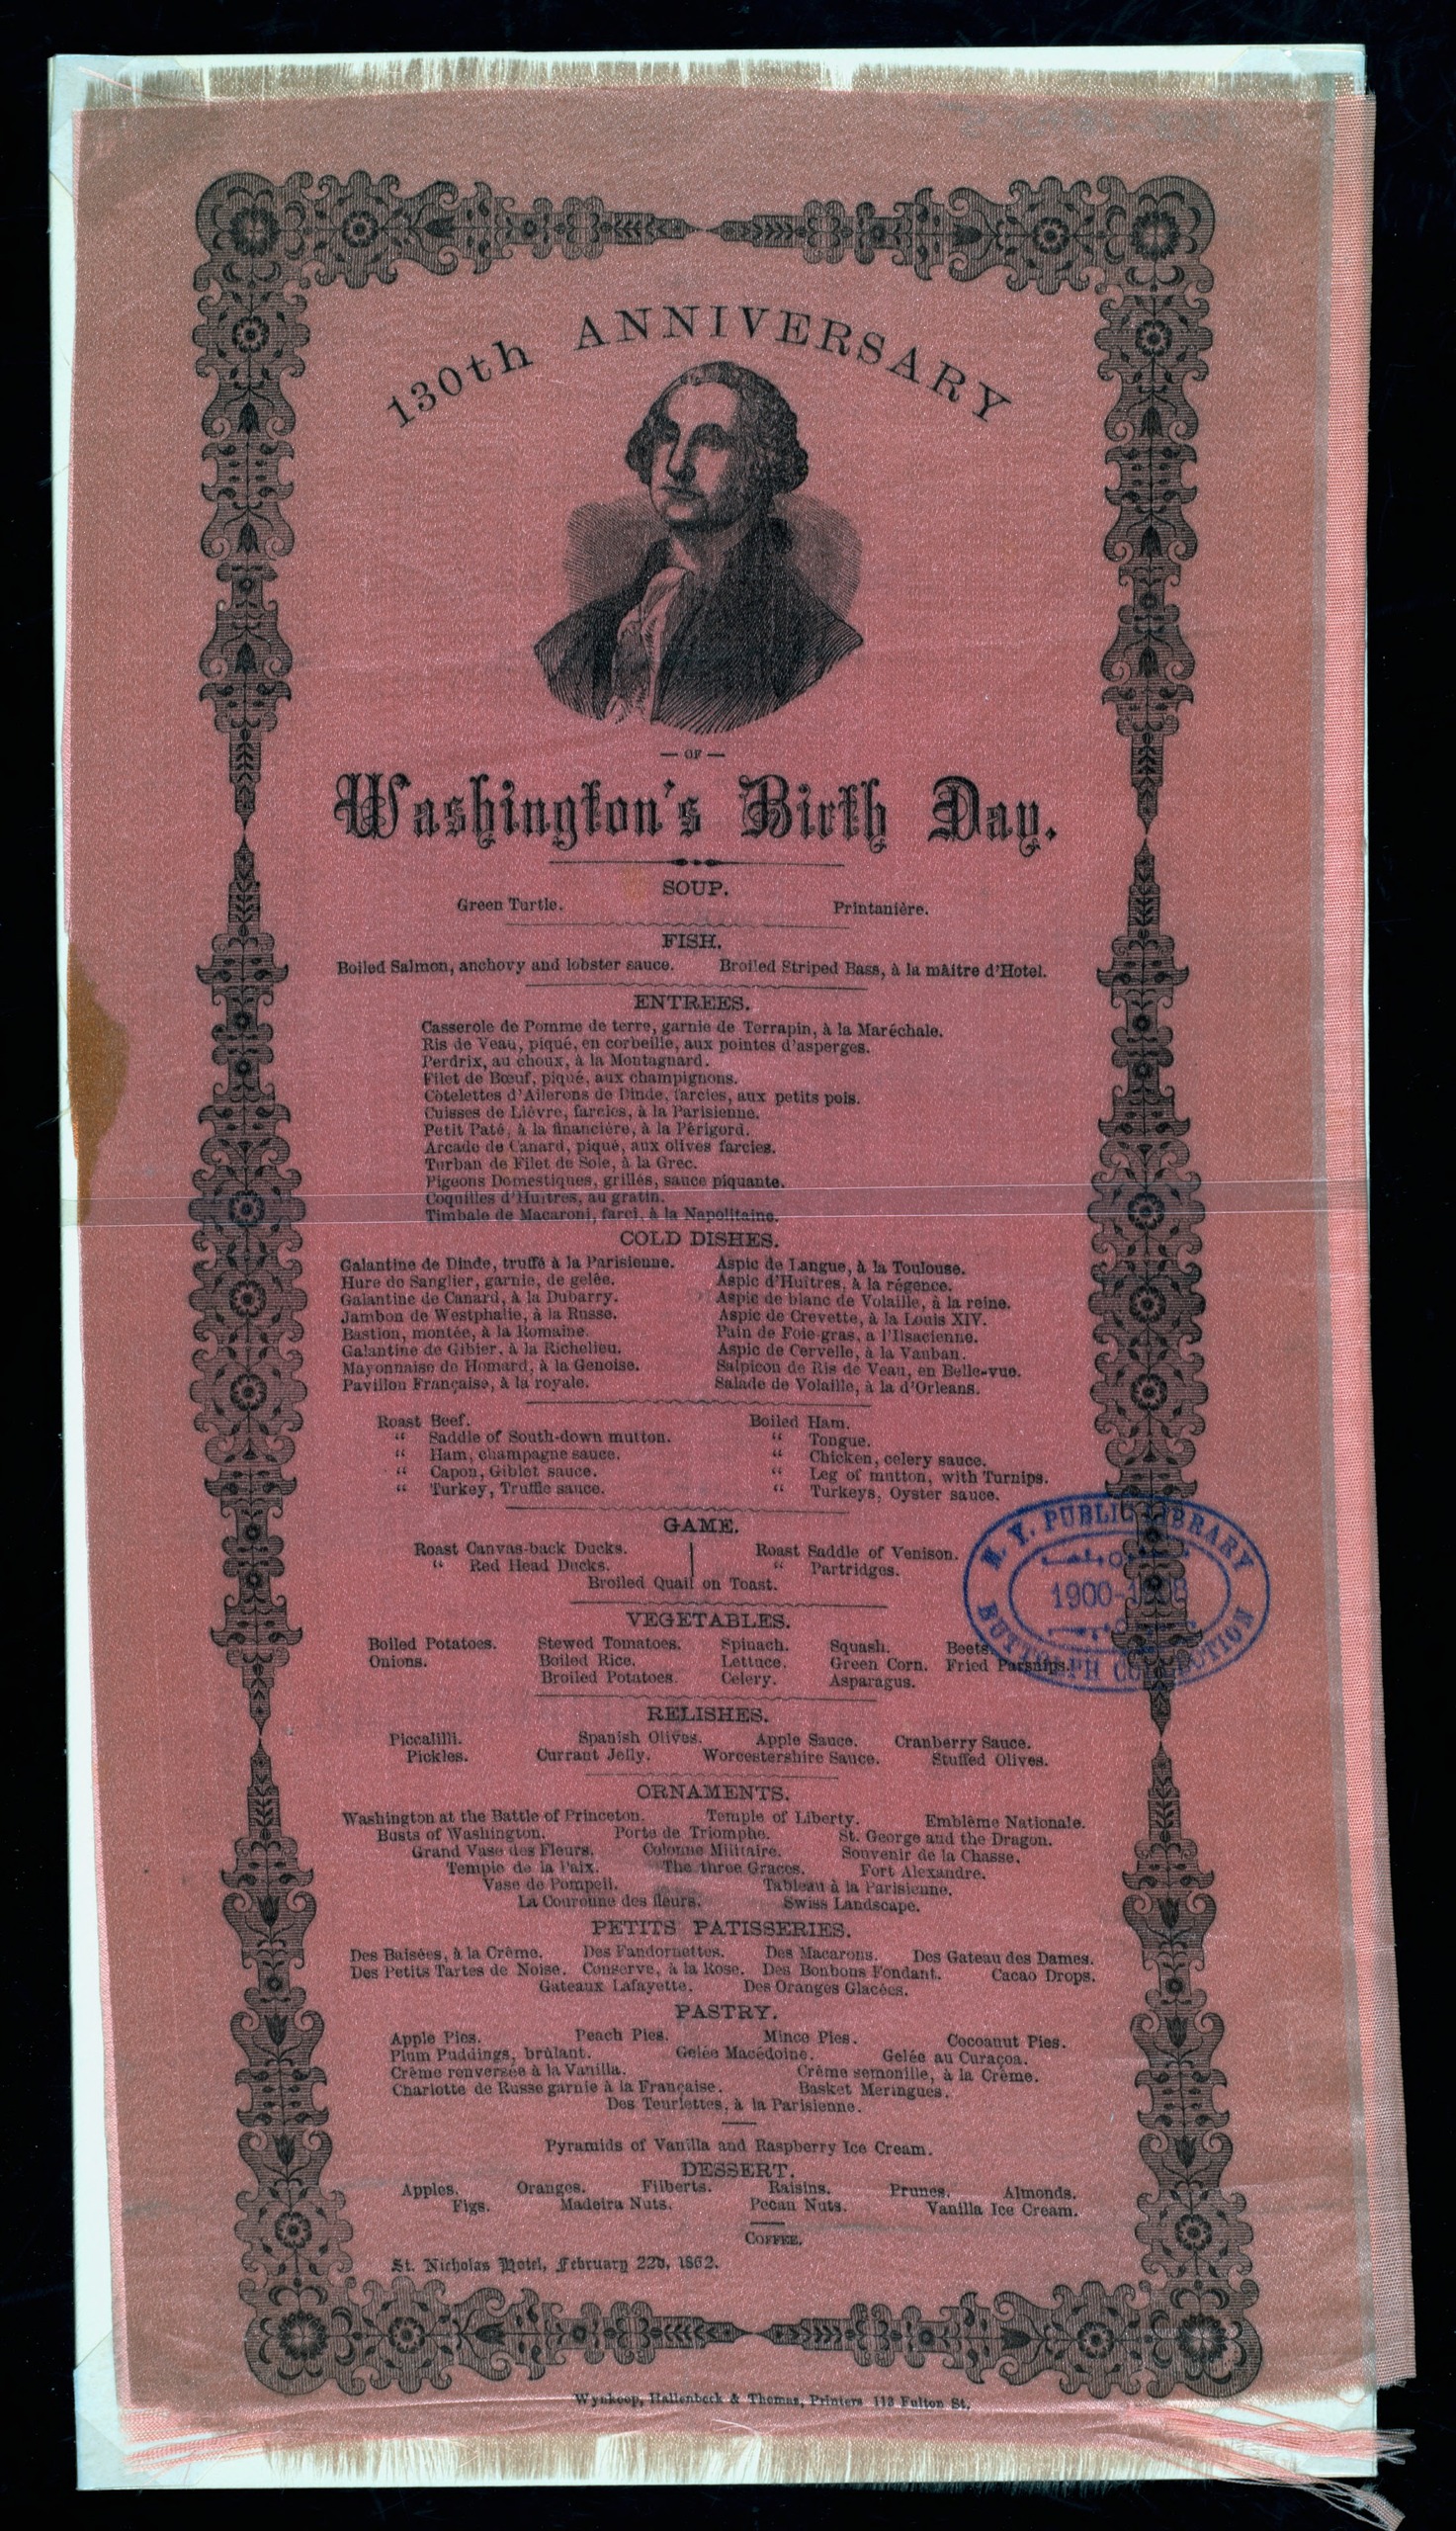 130th ANNIVERSARY
— OF —
Washington's Birth Day.
SOUP.
Green Turtle. Printanière.
FISH.
Boiled Salmon, anchovy and lobster sauce. Broiled Striped Bass, à la mâitre d'Hotel.
ENTREES.
Casserole de Pomme de terre, garnie de Terrapin, à la Maréchale.
Ris de Veau, piqué, en corbeille, aux pointes d'asperges.
Perdrix, au choux, à la Montagnard.
Filet de Bœuf, piqué, aux champignons.
Côtelettes d'Ailerons de Dinde, farcies, aux petits pois.
Cuisses de Liévre, farcies, à la Parisienne.
Petit Paté, à la financiére, à la Périgord.
Arcade de Canard, piqué, aux olives farcies.
Turban de Filet de Sole, à la Grec.
Pigeons Domestiques, grillés, sauce piquante.
Coquilles d'Huitres, au gratin.
Timbale de Macaroni, farci, à la Napolitaine.
COLD DISHES.
Galantine de Dinde, truffé à la Parisienne. Aspic de Langue, à la Toulouse.
Hure de Sanglier, garnie, de gelée. Aspic d'Huîtres, à la régence.
Galantine de Canard, à la Dubarry. Aspic de blanc de Volaille, à la reine.
Jambon de Westphalie, à la Russe. Aspic de Crevette, à la Louis XIV.
Bastion, montée, à la Romaine. Pain de Foie-gras, a l'Ilsacienne.
Galantine de Gibier, à la Richelieu. Aspic de Cervelle, à la Vauban.
Mayonnaise de Homard, à la Genoise. Salpicon de Ris de Veau, en Belle-vue.
Pavillon Française, à la royale. Salade de Volaille, à la d'Orleans.
Roast Beef. Boiled Ham.
“ Saddle of South-down mutton. “ Tongue.
“ Ham, champagne sauce. “ Chicken, celery sauce.
“ Capon, Giblet sauce. “ Leg of mutton, with Turnips.
“ Turkey, Truffle sauce. “ Turkeys, Oyster sauce.
GAME.
Roast Canvas-back Ducks. Roast Saddle of Venison.
“ Red Head Ducks. “ Partridges.
Broiled Quail on Toast.
N. Y. PUBLIC LIBRARY
1900-1908
BUTTOLPH COLLECTION
VEGETABLES.
Boiled Potatoes. Stewed Tomatoes. Spinach. Squash. Beets.
Onions. Boiled Rice. Lettuce. Green Corn. Fried Parsnips.
Broiled Potatoes. Celery. Asparagus.
RELISHES.
Piccalilli. Spanish Olives. Apple Sauce. Cranberry Sauce.
Pickles. Currant Jelly. Worcestershire Sauce. Stuffed Olives.
ORNAMENTS.
Washington at the Battle of Princeton. Temple of Liberty. Emblême Nationale.
Busts of Washington. Porte de Triomphe. St. George and the Dragon.
Grand Vase des Fleurs. Colonne Militaire. Souvenir de la Chasse.
Temple de la Paix. The three Graces. Fort Alexandre.
Vase de Pompeii. Tableau à la Parisienne.
La Couronne des fleurs. Swiss Landscape.
PETITS PATISSERIES.
Des Baisées, à la Crême. Des Fandornettes. Des Macarons. Des Gateau des Dames.
Des Petits Tartes de Noise. Conserve, à la Rose. Des Bonbons Fondant. Cacao Drops.
Gateaux Lafayette. Des Oranges Glacées.
PASTRY.
Apple Pies. Peach Pies. Mince Pies. Cocoanut Pies.
Plum Puddings, brûlant. Gelée Macédoine. Gelée au Curaçoa.
Crème renversée à la Vanilla. Crème semonille, à la Crème.
Charlotte de Russe garnie à la Française. Basket Meringues.
Des Teurlettes, à la Parisienne.
Pyramids of Vanilla and Raspberry Ice Cream.
DESSERT.
Apples. Oranges. Filberts. Raisins. Prunes. Almonds.
Figs. Madeira Nuts. Pecan Nuts. Vanilla Ice Cream.
COFFEE.
St. Nicholas Hotel, February 22d, 1862.
Wynkoop, Hallenbeck & Thomas, Printers 113 Fulton St.